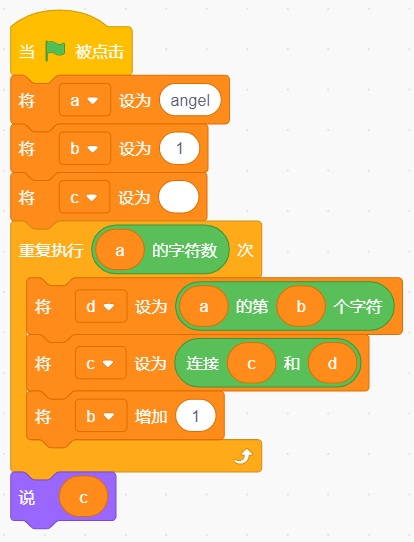 当 被点击
将 a 设为 angel
将 b 设为 1
将 c 设为
重复执行 a 的字符数 次
将 d 设为 a 的第 b 个字符
将 c 设为 连接 c 和 d
将 b 增加 1
说 c